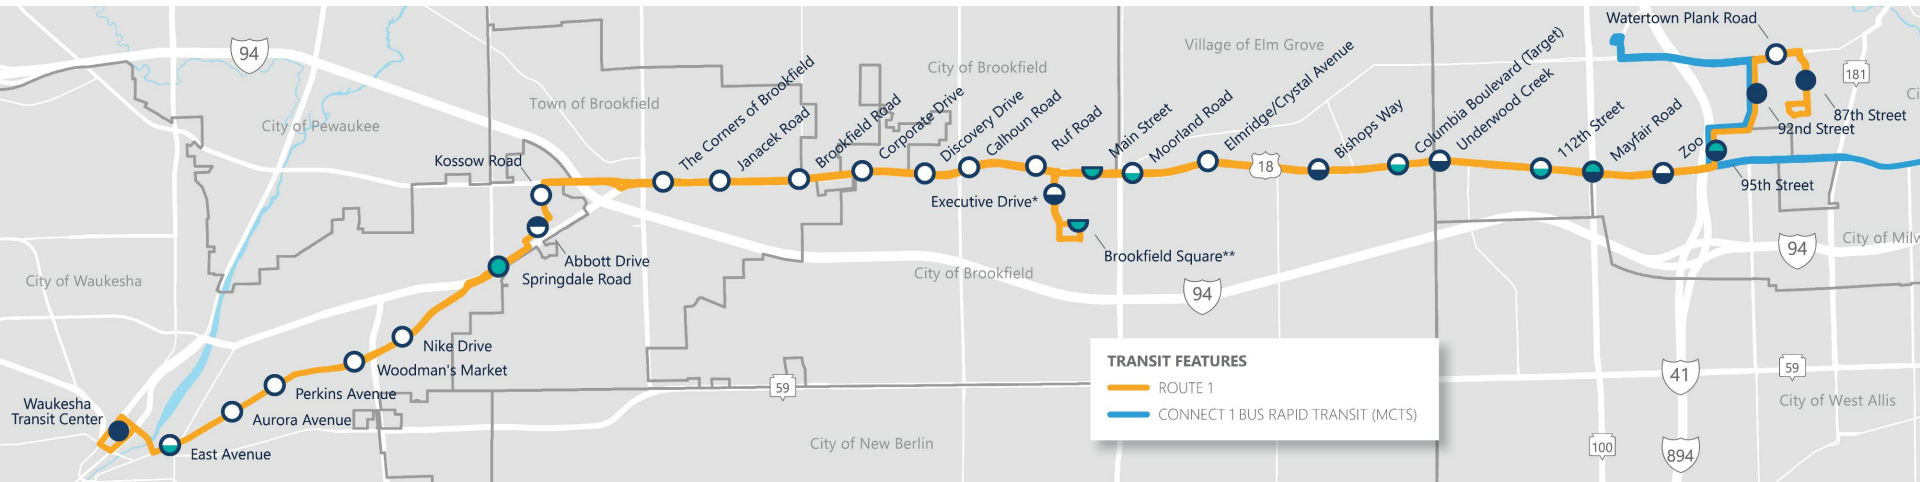 Watertown Plank Road
94
Village of Elm Grove
181
Ci
City of Brookfield
Town of Brookfield
City of Pewaukee
Kossow Road
The Corners of Brookfield
Janacek Road
Brookfield Road
Corporate Drive
Discovery Drive
Calhoun Road
Ruf Road
Main Street
Moorland Road
Elmridge/Crystal Avenue
18
Bishops Way
Columbia Boulevard (Target)
Underwood Creek
112th Street
Mayfair Road
Zoo
87th Street
92nd Street
95th Street
Executive Drive*
Brookfield Square**
Abbott Drive
Springdale Road
City of Waukesha
City of Brookfield
94
94
City of Milw
Nike Drive
Woodman's Market
Perkins Avenue
Aurora Avenue
East Avenue
Waukesha
Transit Center
59
City of New Berlin
TRANSIT FEATURES
ROUTE 1
CONNECT 1 BUS RAPID TRANSIT (MCTS)
41
59
City of West Allis
100
894